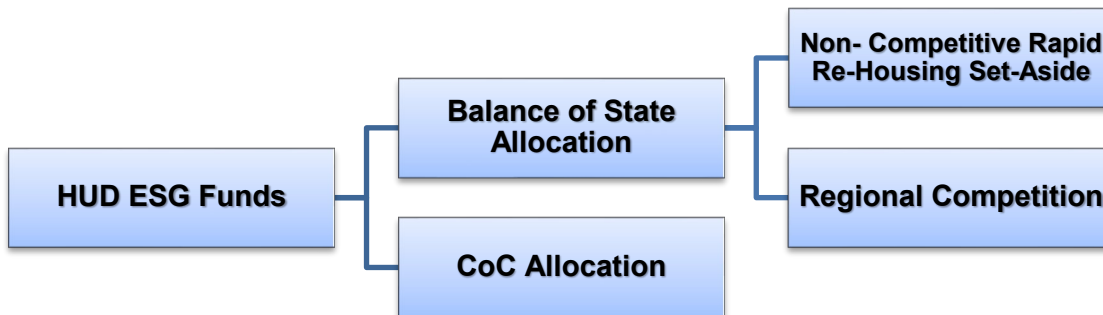 Non- Competitive Rapid
Re-Housing Set-Aside
Balance of State
Allocation
HUD ESG Funds
Regional Competition
CoC Allocation